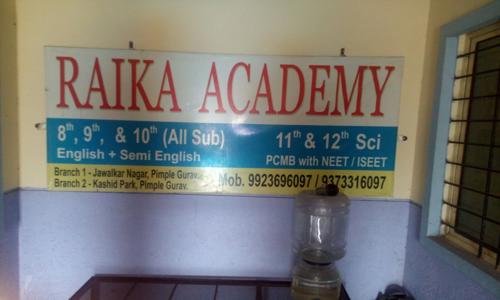 RAIKA ACADEMY
8th, 9th, & 10th (All Sub)
English + Semi English
11th & 12th Sci
PCMB with NEET / ISEET
Branch 1 - Jawalkar Nagar, Pimple Gurav.
Branch 2 - Kashid Park, Pimple Gurav.
Mob. 9923696097 / 9373316097